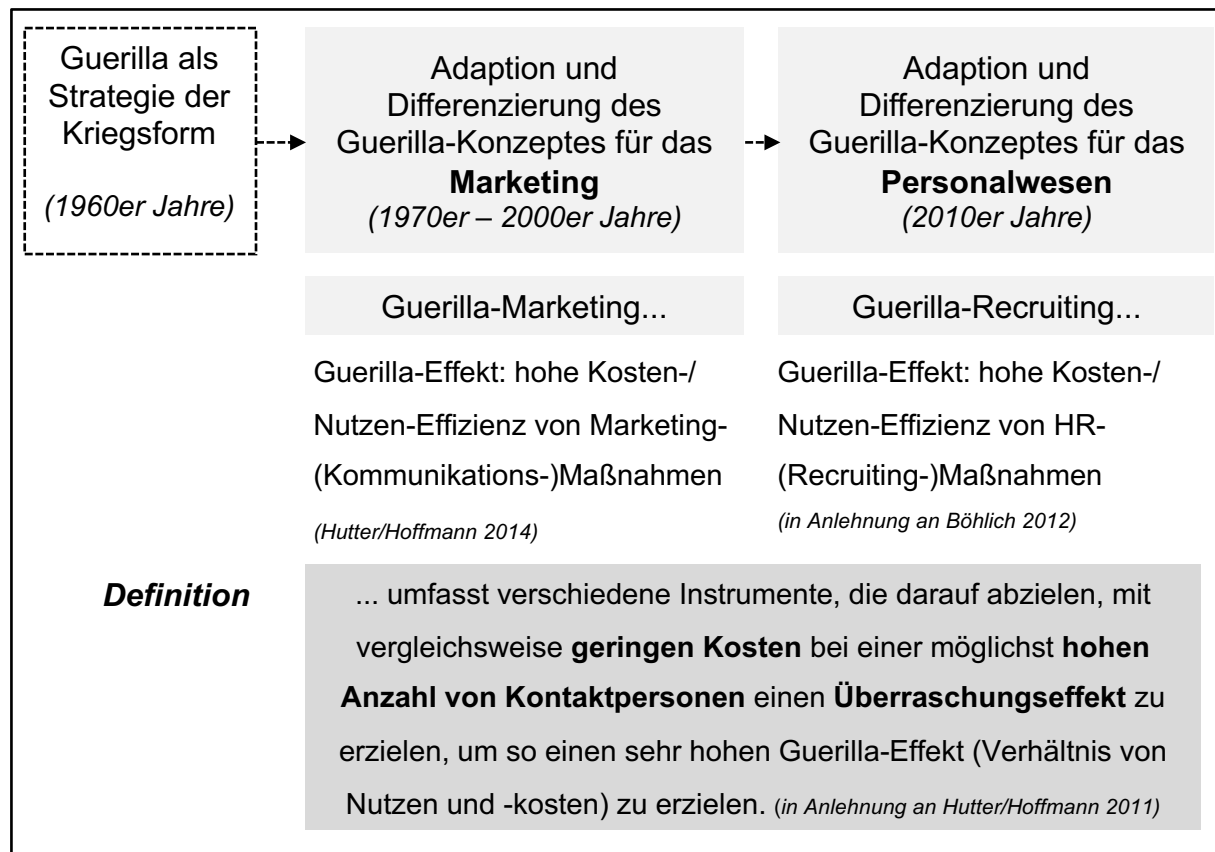 Guerilla als
Strategie der
Kriegsform
(1960er Jahre)
Adaption und
Differenzierung des
Guerilla-Konzeptes für das
Marketing
(1970er – 2000er Jahre)
Adaption und
Differenzierung des
Guerilla-Konzeptes für das
Personalwesen
(2010er Jahre)
Guerilla-Marketing...
Guerilla-Effekt: hohe Kosten-/
Nutzen-Effizienz von Marketing-
(Kommunikations-)Maßnahmen
(Hutter/Hoffmann 2014)
Guerilla-Recruiting...
Guerilla-Effekt: hohe Kosten-/
Nutzen-Effizienz von HR-
(Recruiting-)Maßnahmen
(in Anlehnung an Böhlich 2012)
Definition
... umfasst verschiedene Instrumente, die darauf abzielen, mit
vergleichsweise geringen Kosten bei einer möglichst hohen
Anzahl von Kontaktpersonen einen Überraschungseffekt zu
erzielen, um so einen sehr hohen Guerilla-Effekt (Verhältnis von
Nutzen und -kosten) zu erzielen. (in Anlehnung an Hutter/Hoffmann 2011)